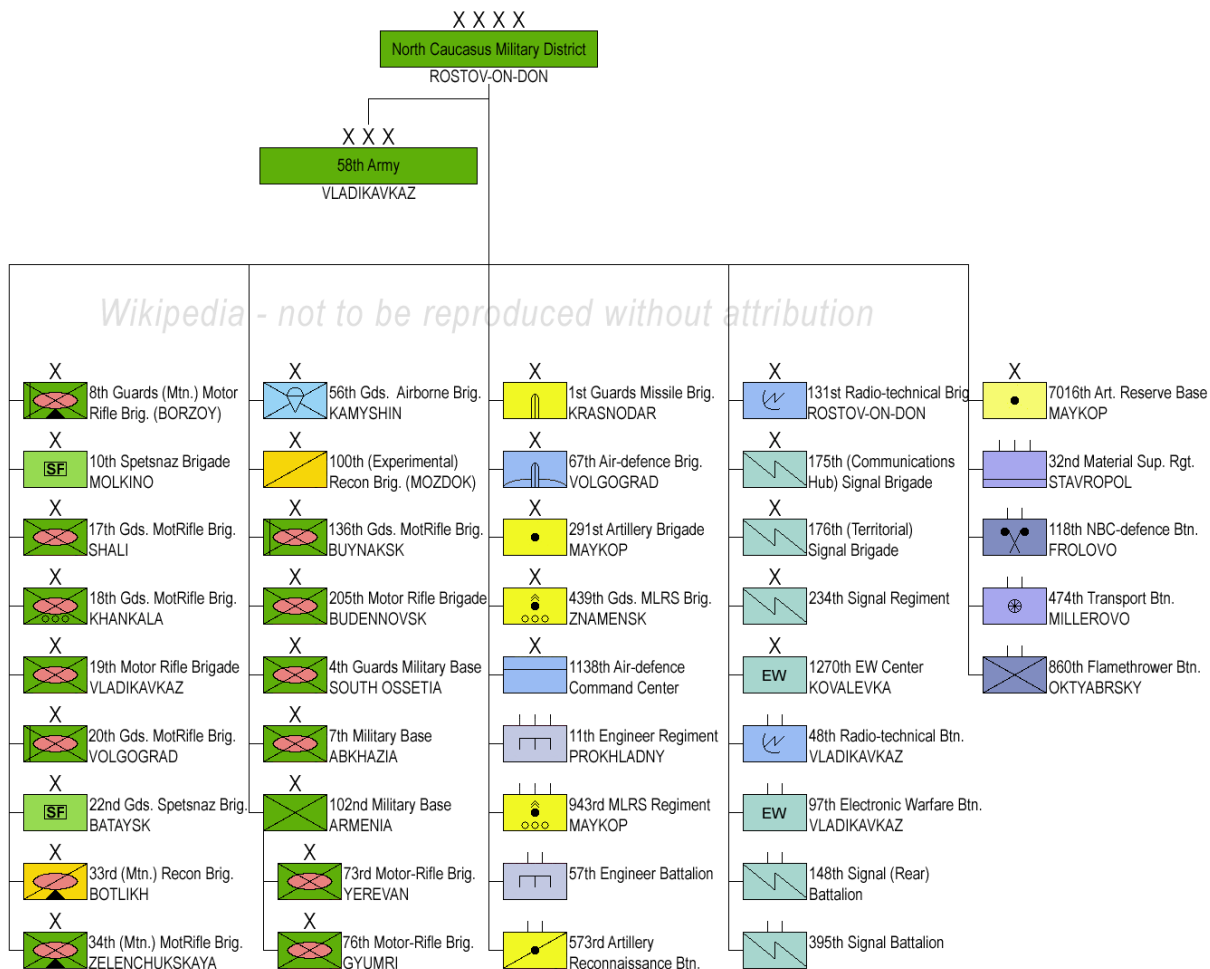 X X X X
North Caucasus Military District
ROSTOV-ON-DON
X X X
58th Army
VLADIKAVKAZ
Wikipedia - not to be reproduced without attribution
X
8th Guards (Mtn.) Motor
Rifle Brig. (BORZOY)
X
SF
10th Spetsnaz Brigade
MOLKINO
X
17th Gds. MotRifle Brig.
SHALI
X
18th Gds. MotRifle Brig.
KHANKALA
X
19th Motor Rifle Brigade
VLADIKAVKAZ
X
20th Gds. MotRifle Brig.
VOLGOGRAD
X
SF
22nd Gds. Spetsnaz Brig.
BATAYSK
X
33rd (Mtn.) Recon Brig.
BOTLIKH
X
34th (Mtn.) MotRifle Brig.
ZELENCHUKSKAYA
X
56th Gds. Airborne Brig.
KAMYSHIN
X
100th (Experimental)
Recon Brig. (MOZDOK)
X
136th Gds. MotRifle Brig.
BUYNAKSK
X
205th Motor Rifle Brigade
BUDENNOVSK
X
4th Guards Military Base
SOUTH OSSETIA
X
7th Military Base
ABKHAZIA
X
102nd Military Base
ARMENIA
X
73rd Motor-Rifle Brig.
YEREVAN
X
76th Motor-Rifle Brig.
GYUMRI
X
1st Guards Missile Brig.
KRASNODAR
X
67th Air-defence Brig.
VOLGOGRAD
X
291st Artillery Brigade
MAYKOP
X
439th Gds. MLRS Brig.
ZNAMENSK
X
1138th Air-defence
Command Center
11th Engineer Regiment
PROKHLADNY
943rd MLRS Regiment
MAYKOP
57th Engineer Battalion
573rd Artillery
Reconnaissance Btn.
X
131st Radio-technical Brig
ROSTOV-ON-DON
X
175th (Communications
Hub) Signal Brigade
X
176th (Territorial)
Signal Brigade
X
234th Signal Regiment
X
EW
1270th EW Center
KOVALEVKA
48th Radio-technical Btn.
VLADIKAVKAZ
EW
97th Electronic Warfare Btn.
VLADIKAVKAZ
148th Signal (Rear)
Battalion
395th Signal Battalion
X
7016th Art. Reserve Base
MAYKOP
32nd Material Sup. Rgt.
STAVROPOL
118th NBC-defence Btn.
FROLOVO
474th Transport Btn.
MILLEROVO
860th Flamethrower Btn.
OKTYABRSKY